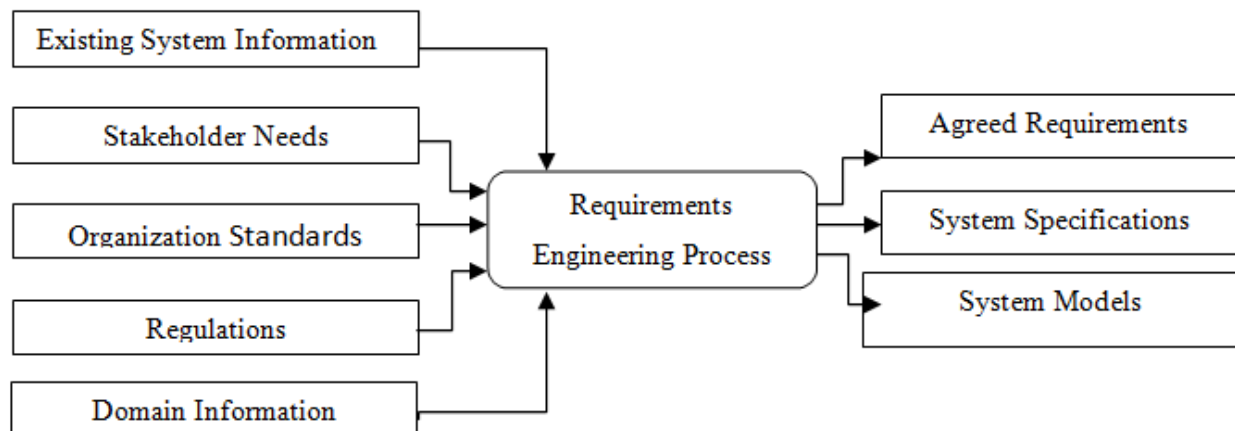 Existing System Information
Stakeholder Needs
Organization Standards
Regulations
Domain Information
Requirements
Engineering Process
Agreed Requirements
System Specifications
System Models